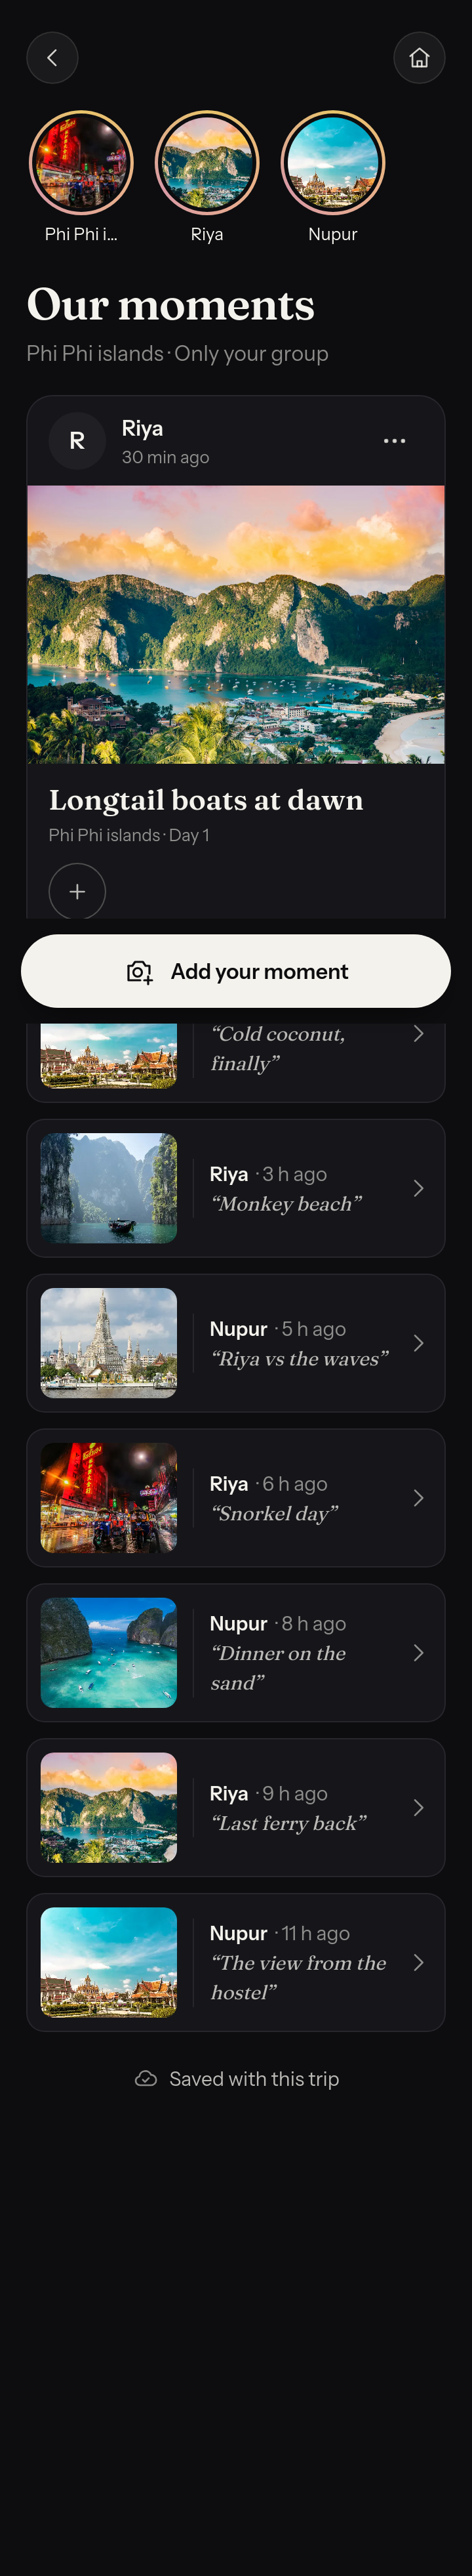 Phi Phi i...
Riya
Nupur
Our moments
Phi Phi islands · Only your group
R
Riya
30 min ago
Longtail boats at dawn
Phi Phi islands · Day 1
Add your moment
“Cold coconut,
finally”
Riya · 3 h ago
“Monkey beach”
Nupur · 5 h ago
“Riya vs the waves”
Riya · 6 h ago
“Snorkel day”
Nupur · 8 h ago
“Dinner on the
sand”
Riya · 9 h ago
“Last ferry back”
Nupur · 11 h ago
“The view from the
hostel”
Saved with this trip